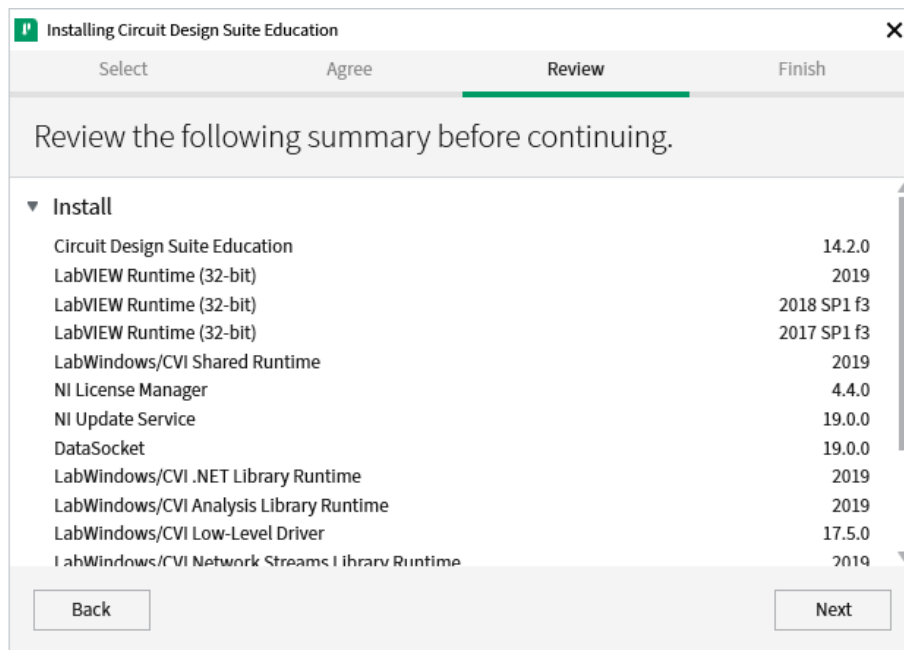 Installing Circuit Design Suite Education
Select Agree Review Finish
Review the following summary before continuing.
Install
Circuit Design Suite Education 14.2.0
LabVIEW Runtime (32-bit) 2019
LabVIEW Runtime (32-bit) 2018 SP1 f3
LabVIEW Runtime (32-bit) 2017 SP1 f3
LabWindows/CVI Shared Runtime 2019
NI License Manager 4.4.0
NI Update Service 19.0.0
DataSocket 19.0.0
LabWindows/CVI .NET Library Runtime 2019
LabWindows/CVI Analysis Library Runtime 2019
LabWindows/CVI Low-Level Driver 17.5.0
LabWindows/CVI Network Streams Library Runtime 2019
Back Next